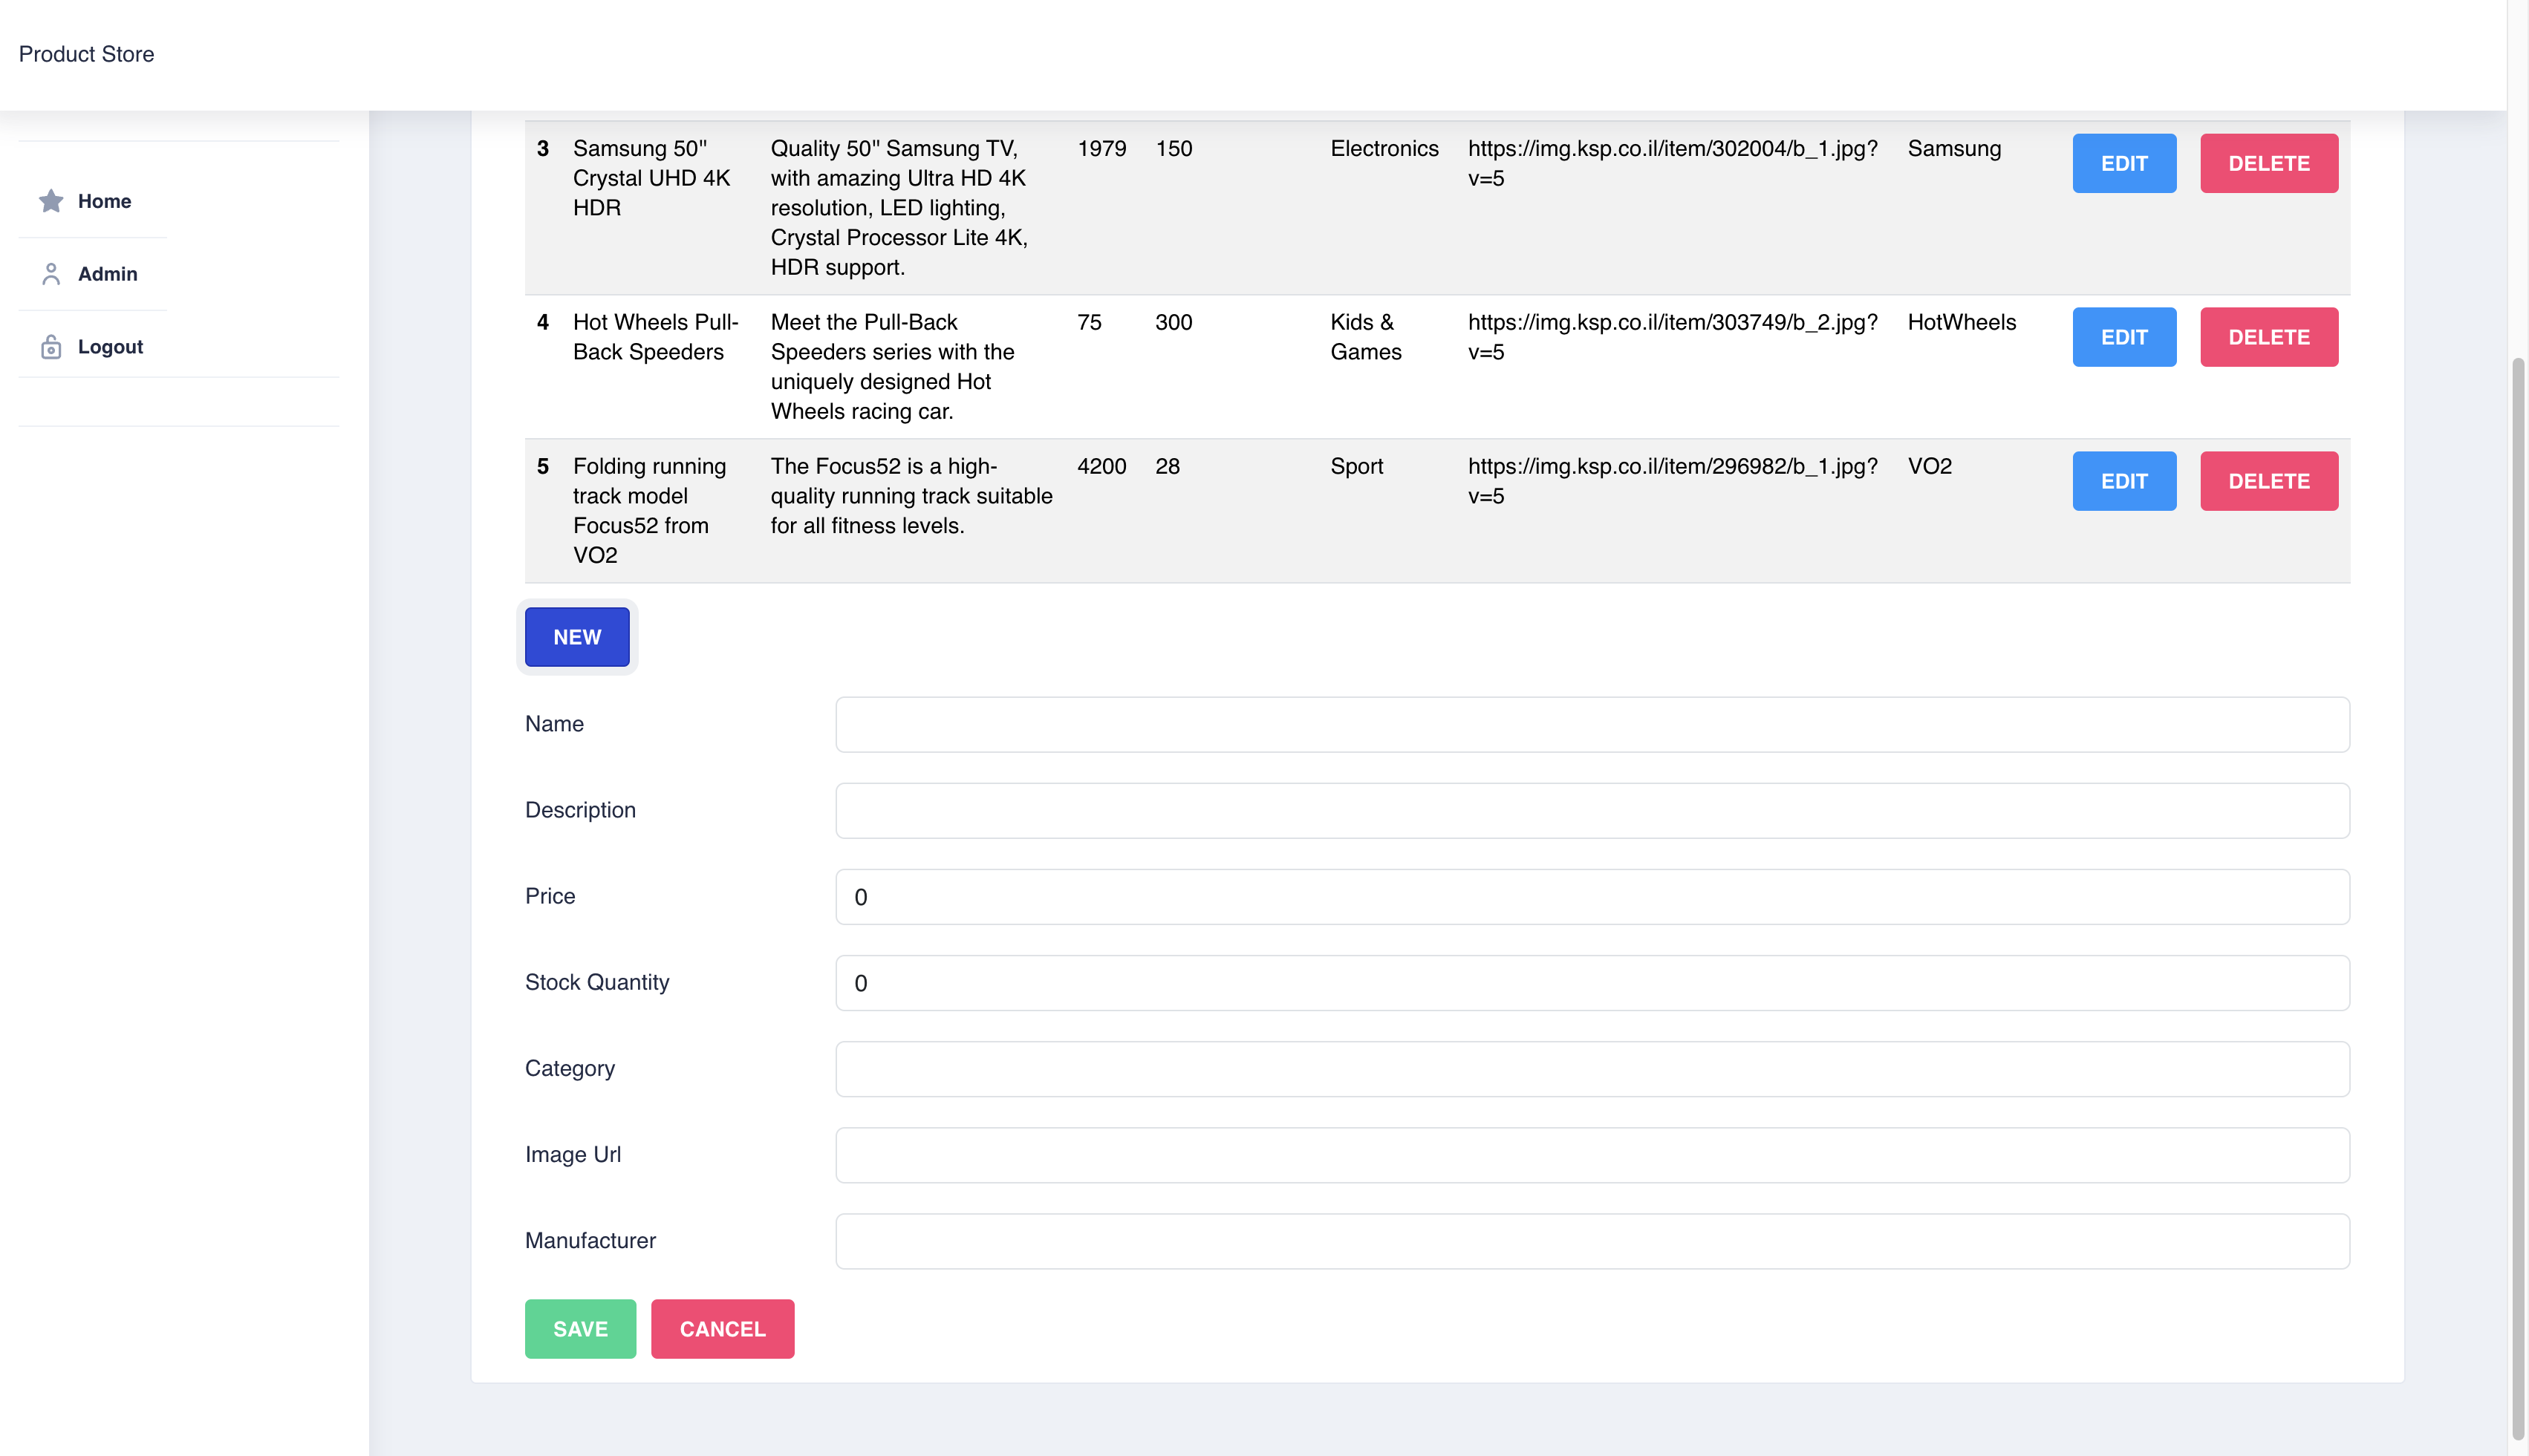 Product Store
Home
Admin
Logout
3 Samsung 50" Quality 50" Samsung TV, 1979 150 Electronics https://img.ksp.co.il/item/302004/b_1.jpg? Samsung EDIT DELETE
Crystal UHD 4K with amazing Ultra HD 4K v=5
HDR resolution, LED lighting,
Crystal Processor Lite 4K,
HDR support.
4 Hot Wheels Pull- Meet the Pull-Back 75 300 Kids & https://img.ksp.co.il/item/303749/b_2.jpg? HotWheels EDIT DELETE
Back Speeders Speeders series with the Games v=5
uniquely designed Hot
Wheels racing car.
5 Folding running The Focus52 is a high- 4200 28 Sport https://img.ksp.co.il/item/296982/b_1.jpg? VO2 EDIT DELETE
track model quality running track suitable v=5
Focus52 from for all fitness levels.
VO2
NEW
Name
Description
Price 0
Stock Quantity 0
Category
Image Url
Manufacturer
SAVE CANCEL